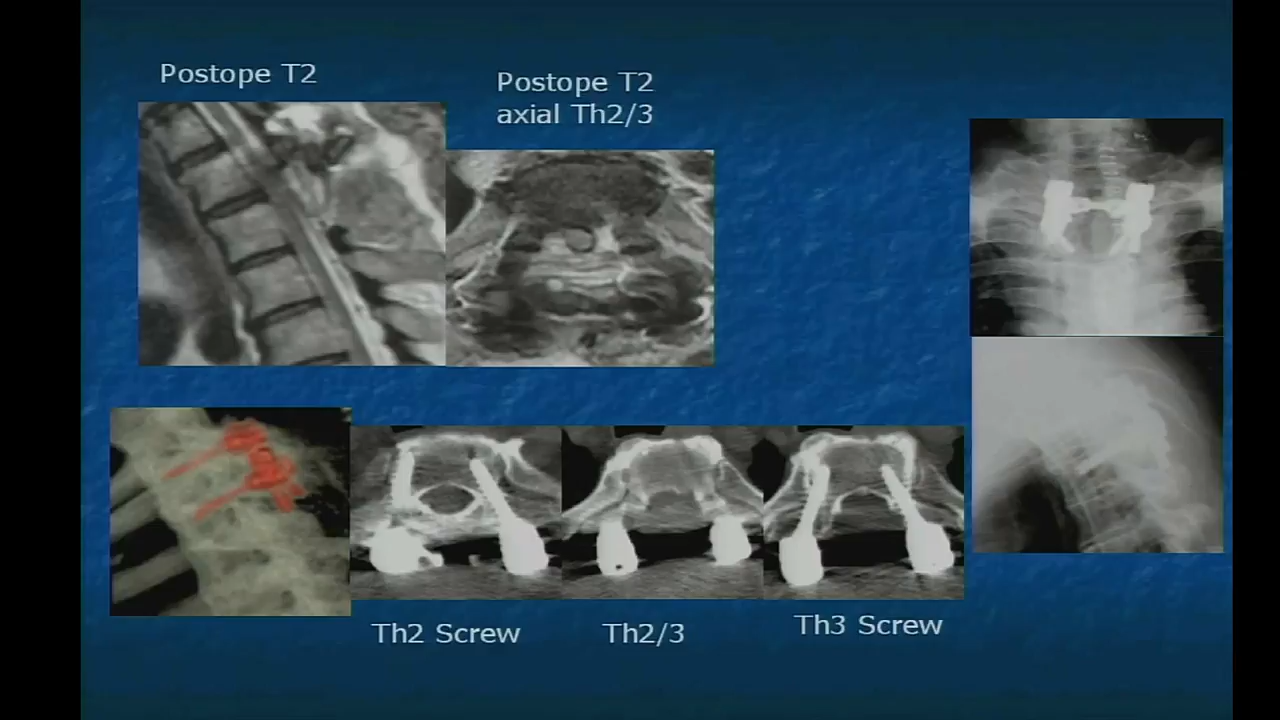 Postope T2
Postope T2
axial Th2/3
Th2 Screw
Th2/3
Th3 Screw